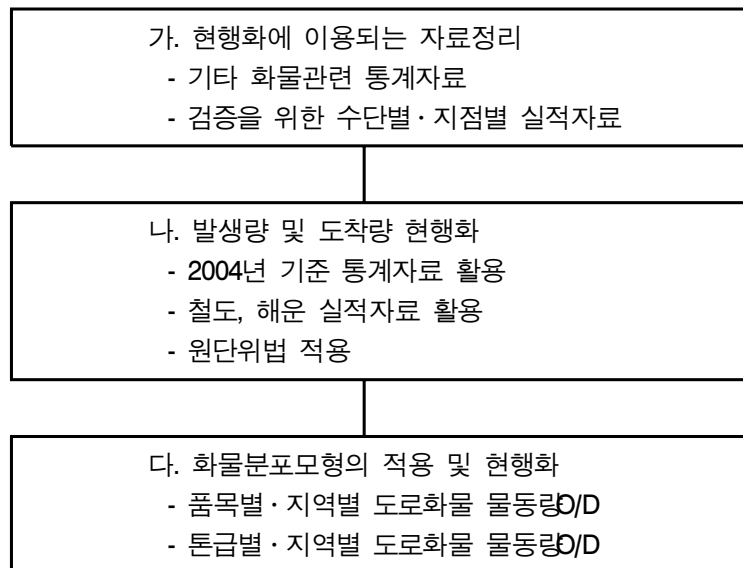 가. 현행화에 이용되는 자료정리
- 기타 화물관련 통계자료
- 검증을 위한 수단별·지점별 실적자료
나. 발생량 및 도착량 현행화
- 2004년 기준 통계자료 활용
- 철도, 해운 실적자료 활용
- 원단위법 적용
다. 화물분포모형의 적용 및 현행화
- 품목별·지역별 도로화물 물동량O/D
- 톤급별·지역별 도로화물 물동량O/D